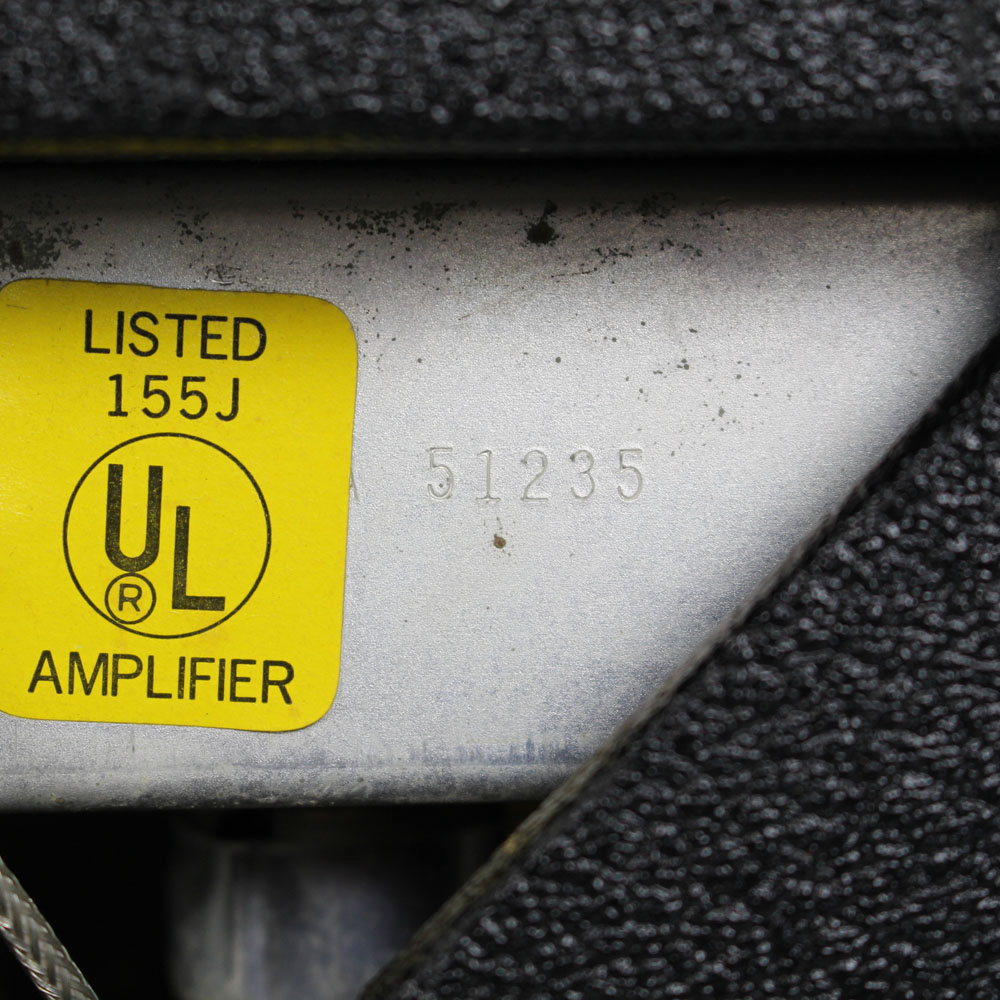 LISTED
155J
UL
®
AMPLIFIER
A 51235